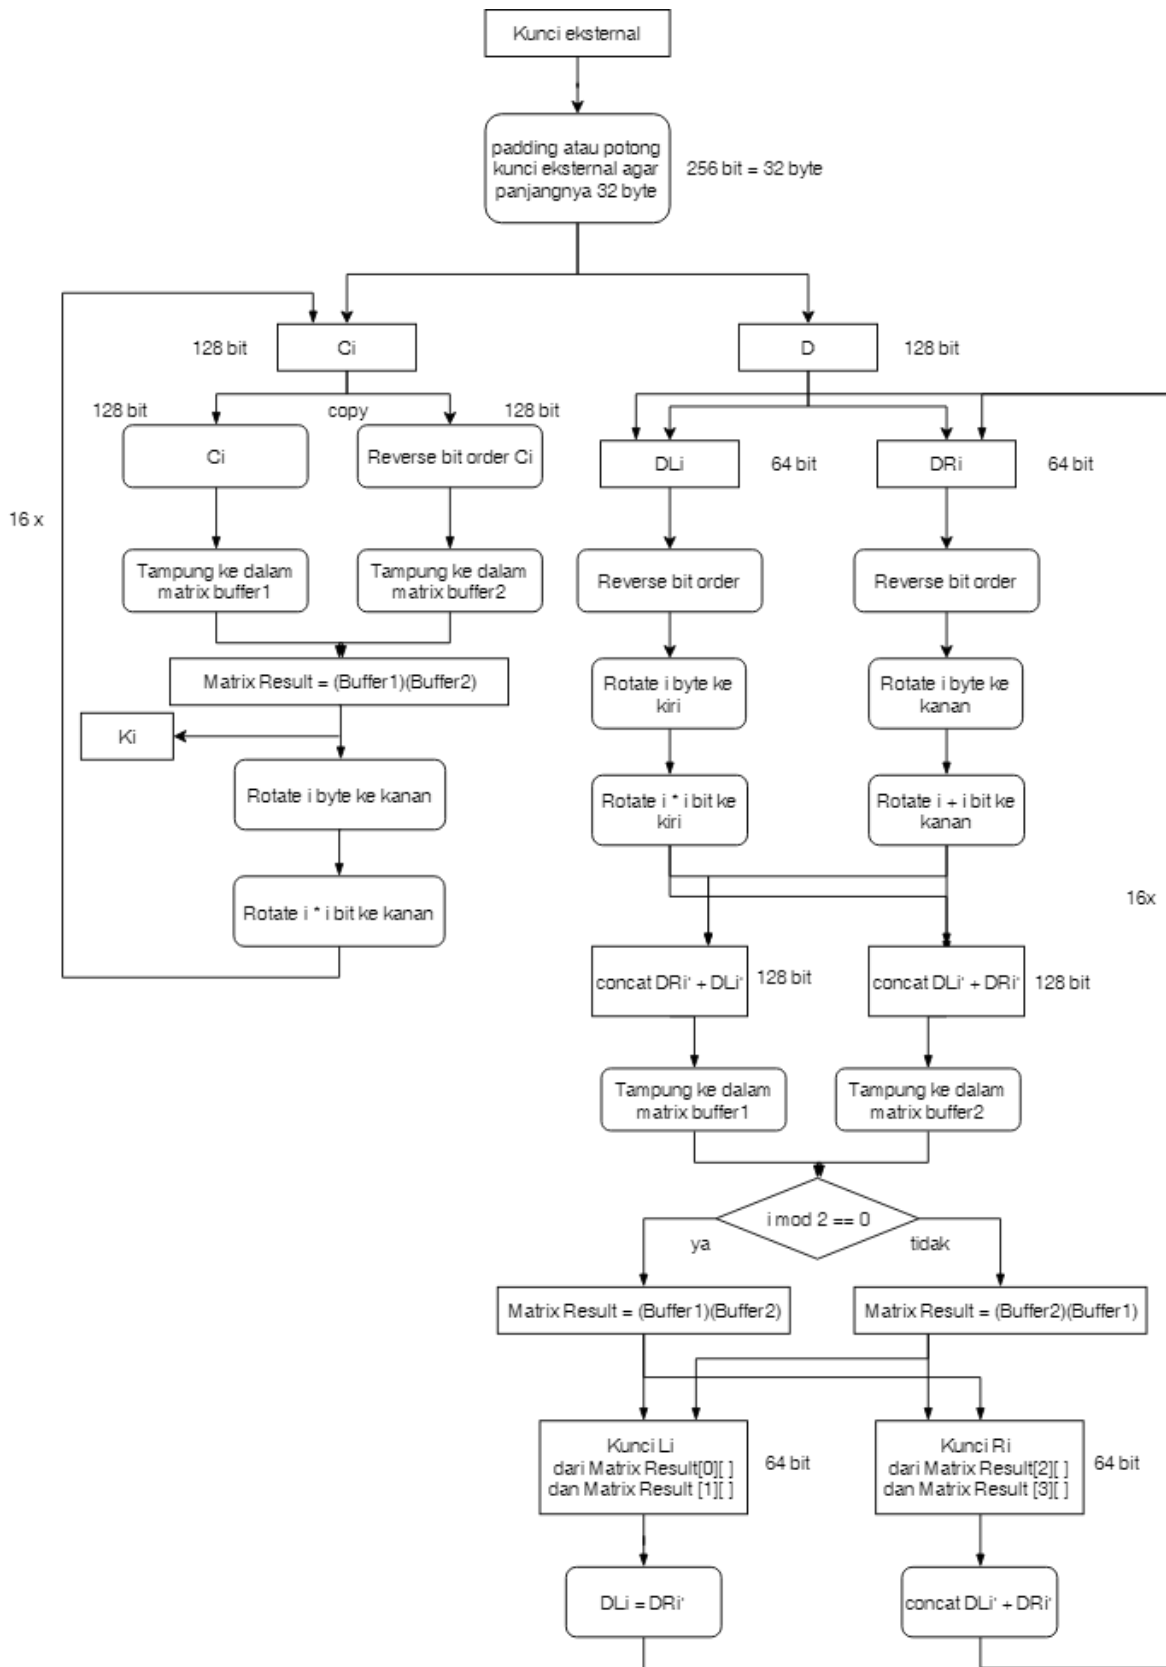 Kunci eksternal
padding atau potong
kunci eksternal agar
panjangnya 32 byte
256 bit = 32 byte
128 bit
Ci
D
128 bit
128 bit
copy
128 bit
Ci
Reverse bit order Ci
DLi
64 bit
DRi
64 bit
16 x
Tampung ke dalam
matrix buffer1
Tampung ke dalam
matrix buffer2
Reverse bit order
Reverse bit order
Matrix Result = (Buffer1)(Buffer2)
Rotate i byte ke
kiri
Rotate i byte ke
kanan
Ki
Rotate i byte ke kanan
Rotate i * i bit ke
kiri
Rotate i + i bit ke
kanan
Rotate i * i bit ke kanan
16x
concat DRi' + DLi'
128 bit
concat DLi' + DRi'
128 bit
Tampung ke dalam
matrix buffer1
Tampung ke dalam
matrix buffer2
i mod 2 == 0
ya
tidak
Matrix Result = (Buffer1)(Buffer2)
Matrix Result = (Buffer2)(Buffer1)
Kunci Li
dari Matrix Result[0][ ]
dan Matrix Result [1][ ]
64 bit
Kunci Ri
dari Matrix Result[2][ ]
dan Matrix Result [3][ ]
64 bit
DLi = DRi'
concat DLi' + DRi'